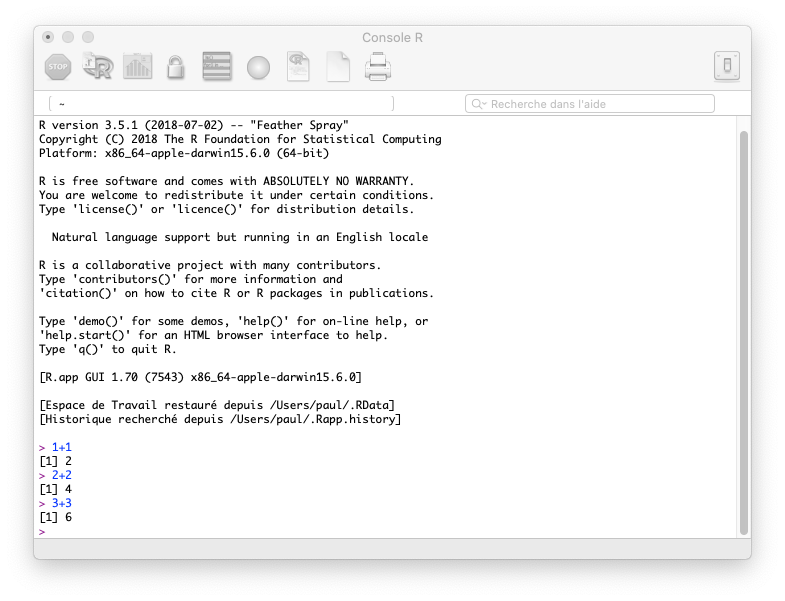 Console R
STOP
R
R
~
Recherche dans l'aide
R version 3.5.1 (2018-07-02) -- "Feather Spray"
Copyright (C) 2018 The R Foundation for Statistical Computing
Platform: x86_64-apple-darwin15.6.0 (64-bit)
R is free software and comes with ABSOLUTELY NO WARRANTY.
You are welcome to redistribute it under certain conditions.
Type 'license()' or 'licence()' for distribution details.
Natural language support but running in an English locale
R is a collaborative project with many contributors.
Type 'contributors()' for more information and
'citation()' on how to cite R or R packages in publications.
Type 'demo()' for some demos, 'help()' for on-line help, or
'help.start()' for an HTML browser interface to help.
Type 'q()' to quit R.
[R.app GUI 1.70 (7543) x86_64-apple-darwin15.6.0]
[Espace de Travail restauré depuis /Users/paul/.RData]
[Historique recherché depuis /Users/paul/.Rapp.history]
> 1+1
[1] 2
> 2+2
[1] 4
> 3+3
[1] 6
>